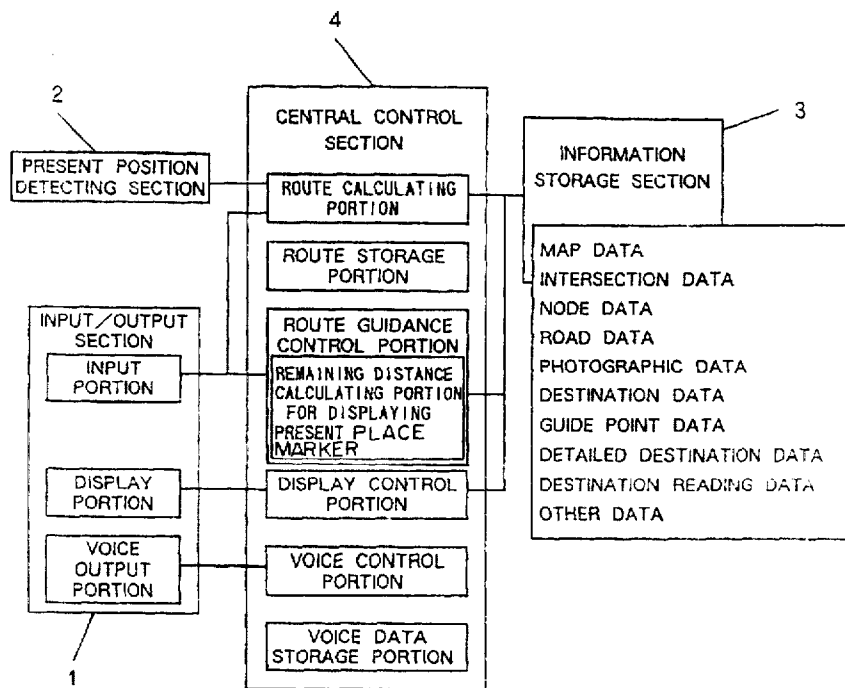 4
2
3
CENTRAL CONTROL
SECTION
PRESENT POSITION
DETECTING SECTION
ROUTE CALCULATING
PORTION
INFORMATION
STORAGE SECTION
ROUTE STORAGE
PORTION
MAP DATA
INTERSECTION DATA
NODE DATA
ROAD DATA
PHOTOGRAPHIC DATA
DESTINATION DATA
GUIDE POINT DATA
DETAILED DESTINATION DATA
DESTINATION READING DATA
OTHER DATA
INPUT/OUTPUT
SECTION
INPUT
PORTION
ROUTE GUIDANCE
CONTROL PORTION
REMAINING DISTANCE
CALCULATING PORTION
FOR DISPLAYING
PRESENT PLACE
MARKER
DISPLAY
PORTION
DISPLAY CONTROL
PORTION
VOICE
OUTPUT
PORTION
VOICE CONTROL
PORTION
VOICE DATA
STORAGE PORTION
1